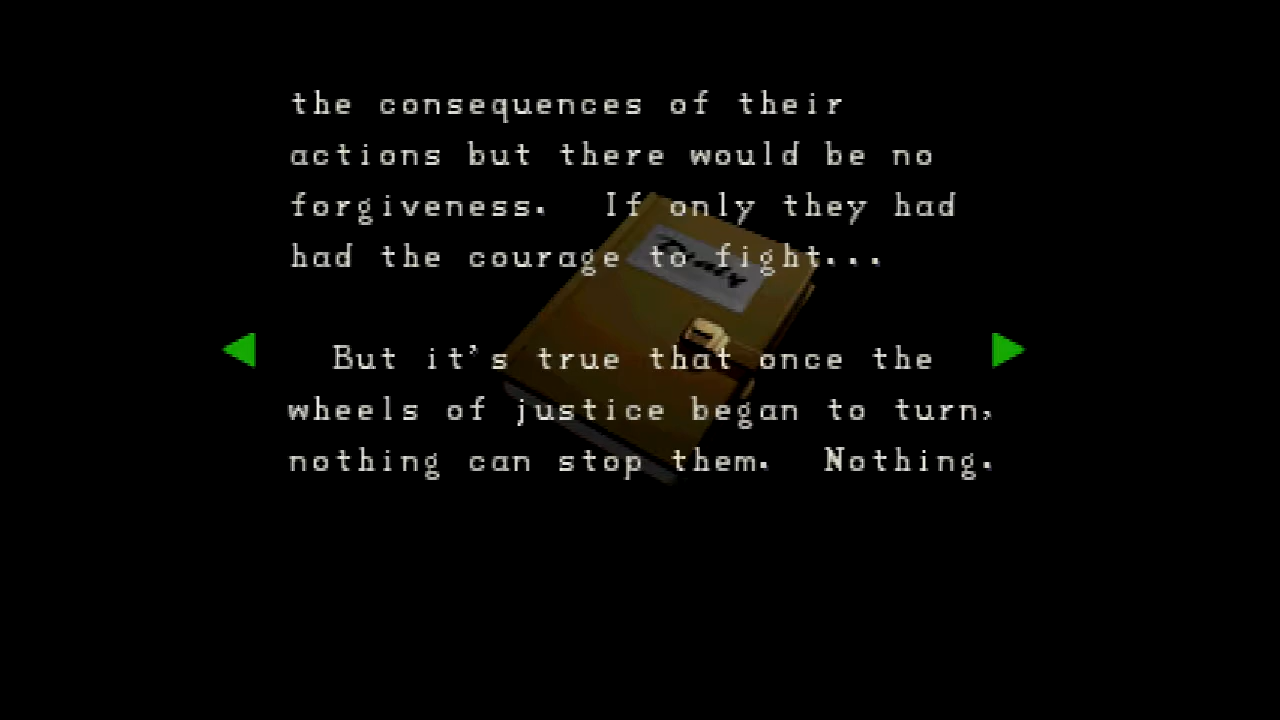 the consequences of their
actions but there would be no
forgiveness. If only they had
had the courage to fight...
But it's true that once the
wheels of justice began to turn,
nothing can stop them. Nothing.
Diary